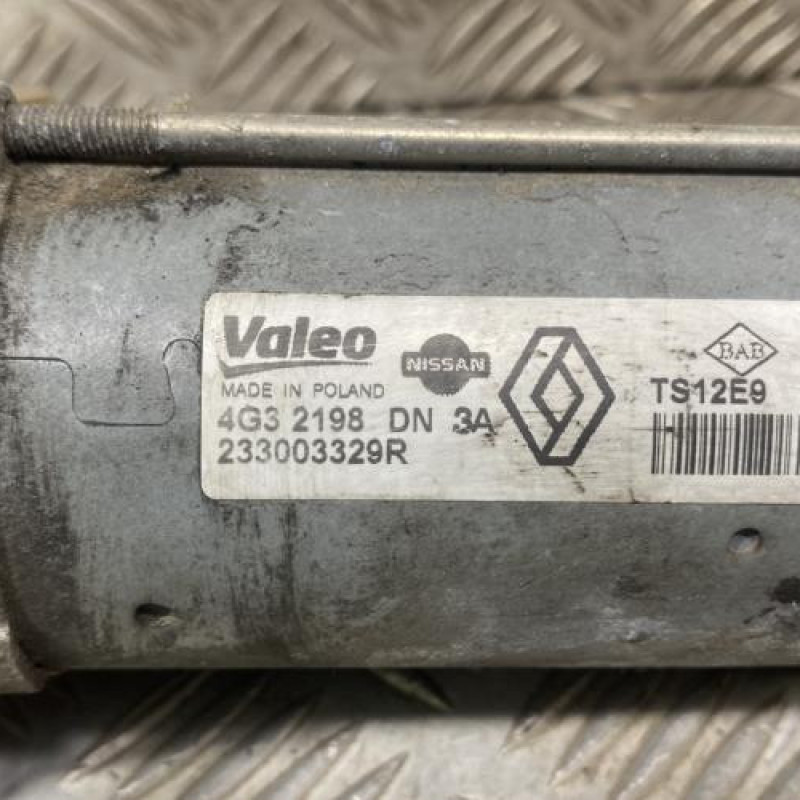 Valeo
MADE IN POLAND
NISSAN
BAB
4G3 2198 DN 3A
TS12E9
233003329R